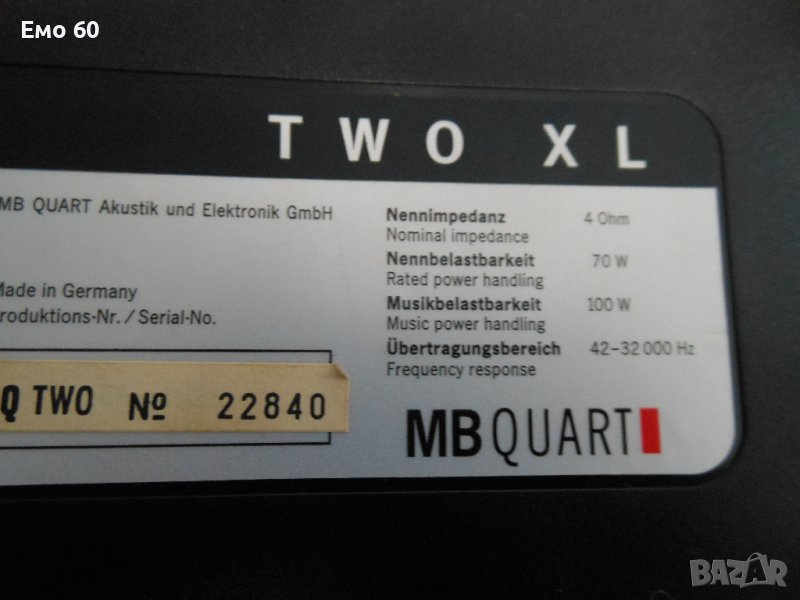 Емо 60
TWO XL
MB QUART Akustik und Elektronik GmbH
Made in Germany
roduktions-Nr. / Serial-No.
Q TWO № 22840
Nennimpedanz 4 Ohm
Nominal impedance
Nennbelastbarkeit 70 W
Rated power handling
Musikbelastbarkeit 100 W
Music power handling
Übertragungsbereich 42–32 000 Hz
Frequency response
MB QUART
BAZAR